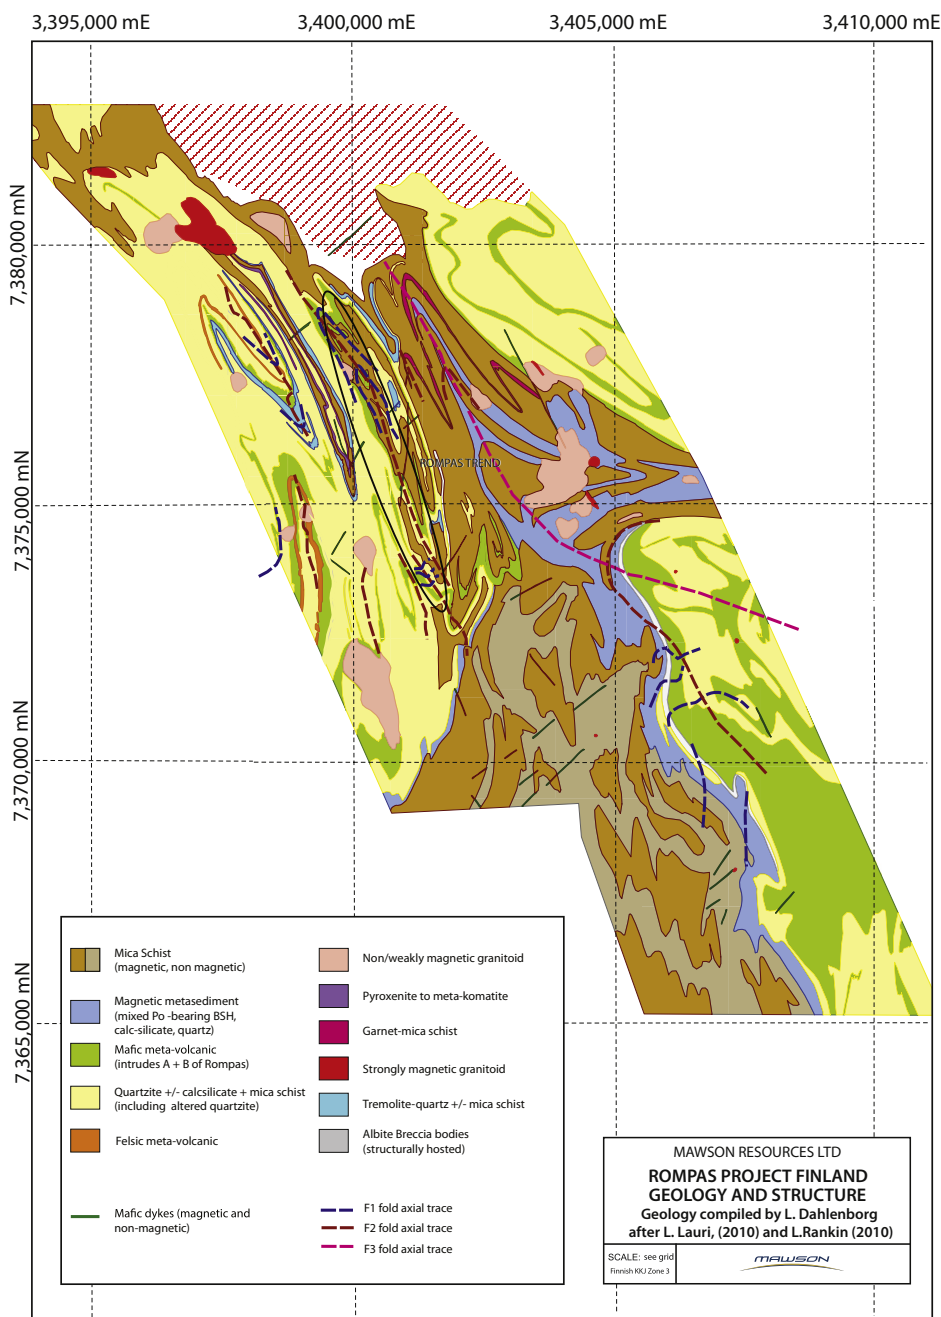 3,395,000 mE
3,400,000 mE
3,405,000 mE
3,410,000 mE
7,380,000 mN
7,375,000 mN
7,370,000 mN
7,365,000 mN
ROMPAS TREND
Mica Schist
(magnetic, non magnetic)
Magnetic metasediment
(mixed Po -bearing BSH,
calc-silicate, quartz)
Mafic meta-volcanic
(intrudes A + B of Rompas)
Quartzite +/- calcsilicate + mica schist
(including altered quartzite)
Felsic meta-volcanic
Mafic dykes (magnetic and
non-magnetic)
Non/weakly magnetic granitoid
Pyroxenite to meta-komatite
Garnet-mica schist
Strongly magnetic granitoid
Tremolite-quartz +/- mica schist
Albite Breccia bodies
(structurally hosted)
F1 fold axial trace
F2 fold axial trace
F3 fold axial trace
MAWSON RESOURCES LTD
ROMPAS PROJECT FINLAND
GEOLOGY AND STRUCTURE
Geology compiled by L. Dahlenborg
after L. Lauri, (2010) and L.Rankin (2010)
SCALE: see grid
Finnish KKJ Zone 3
MAWSON